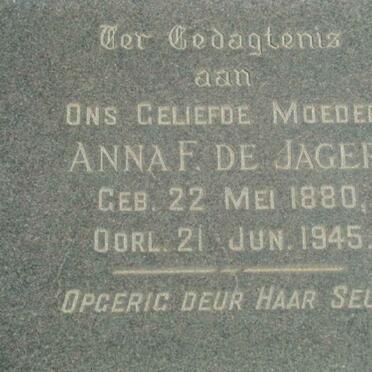 Ter Gedagtenis
aan
ONS GELIEFDE MOEDER
ANNA F. DE JAGER
GEB. 22 MEI 1880,
OORL. 21 JUN. 1945.
OPGERIG DEUR HAAR